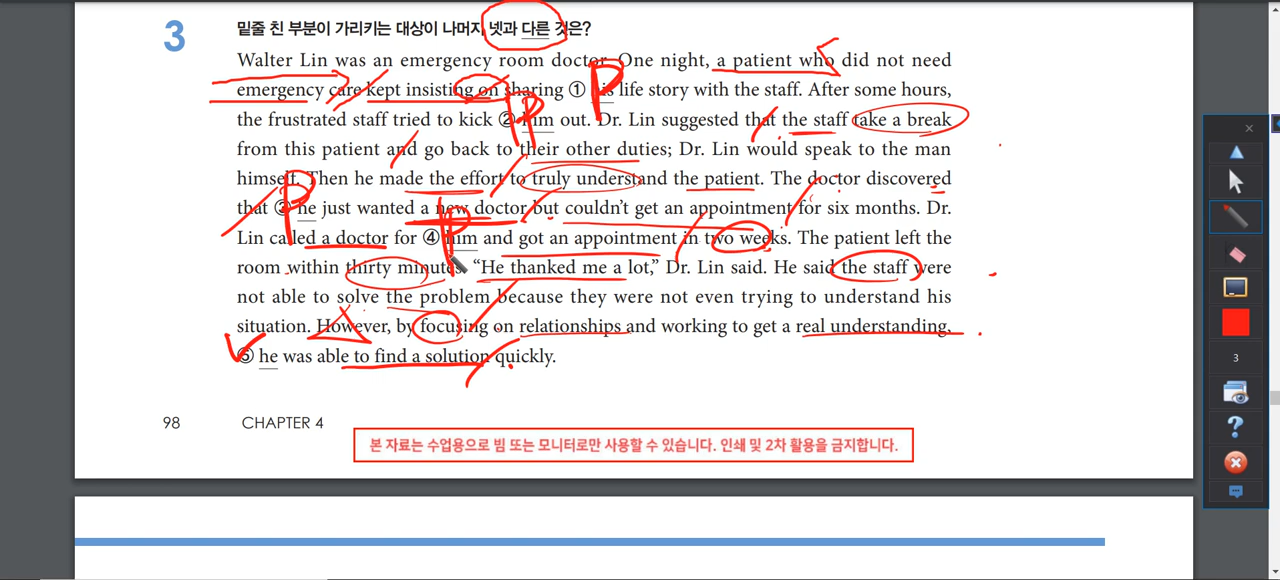 3
밑줄 친 부분이 가리키는 대상이 나머지 넷과 다른 것은?
Walter Lin was an emergency room doctor. One night, a patient who did not need
emergency care kept insisting on sharing ① his life story with the staff. After some hours,
the frustrated staff tried to kick ② him out. Dr. Lin suggested that the staff take a break
from this patient and go back to their other duties; Dr. Lin would speak to the man
himself. Then he made the effort to truly understand the patient. The doctor discovered
that ③ he just wanted a new doctor but couldn't get an appointment for six months. Dr.
Lin called a doctor for ④ him and got an appointment in two weeks. The patient left the
room within thirty minutes. “He thanked me a lot,” Dr. Lin said. He said the staff were
not able to solve the problem because they were not even trying to understand his
situation. However, by focusing on relationships and working to get a real understanding,
⑤ he was able to find a solution quickly.
P
P
P
P
98 CHAPTER 4
본 자료는 수업용으로 빔 또는 모니터로만 사용할 수 있습니다. 인쇄 및 2차 활용을 금지합니다.
3